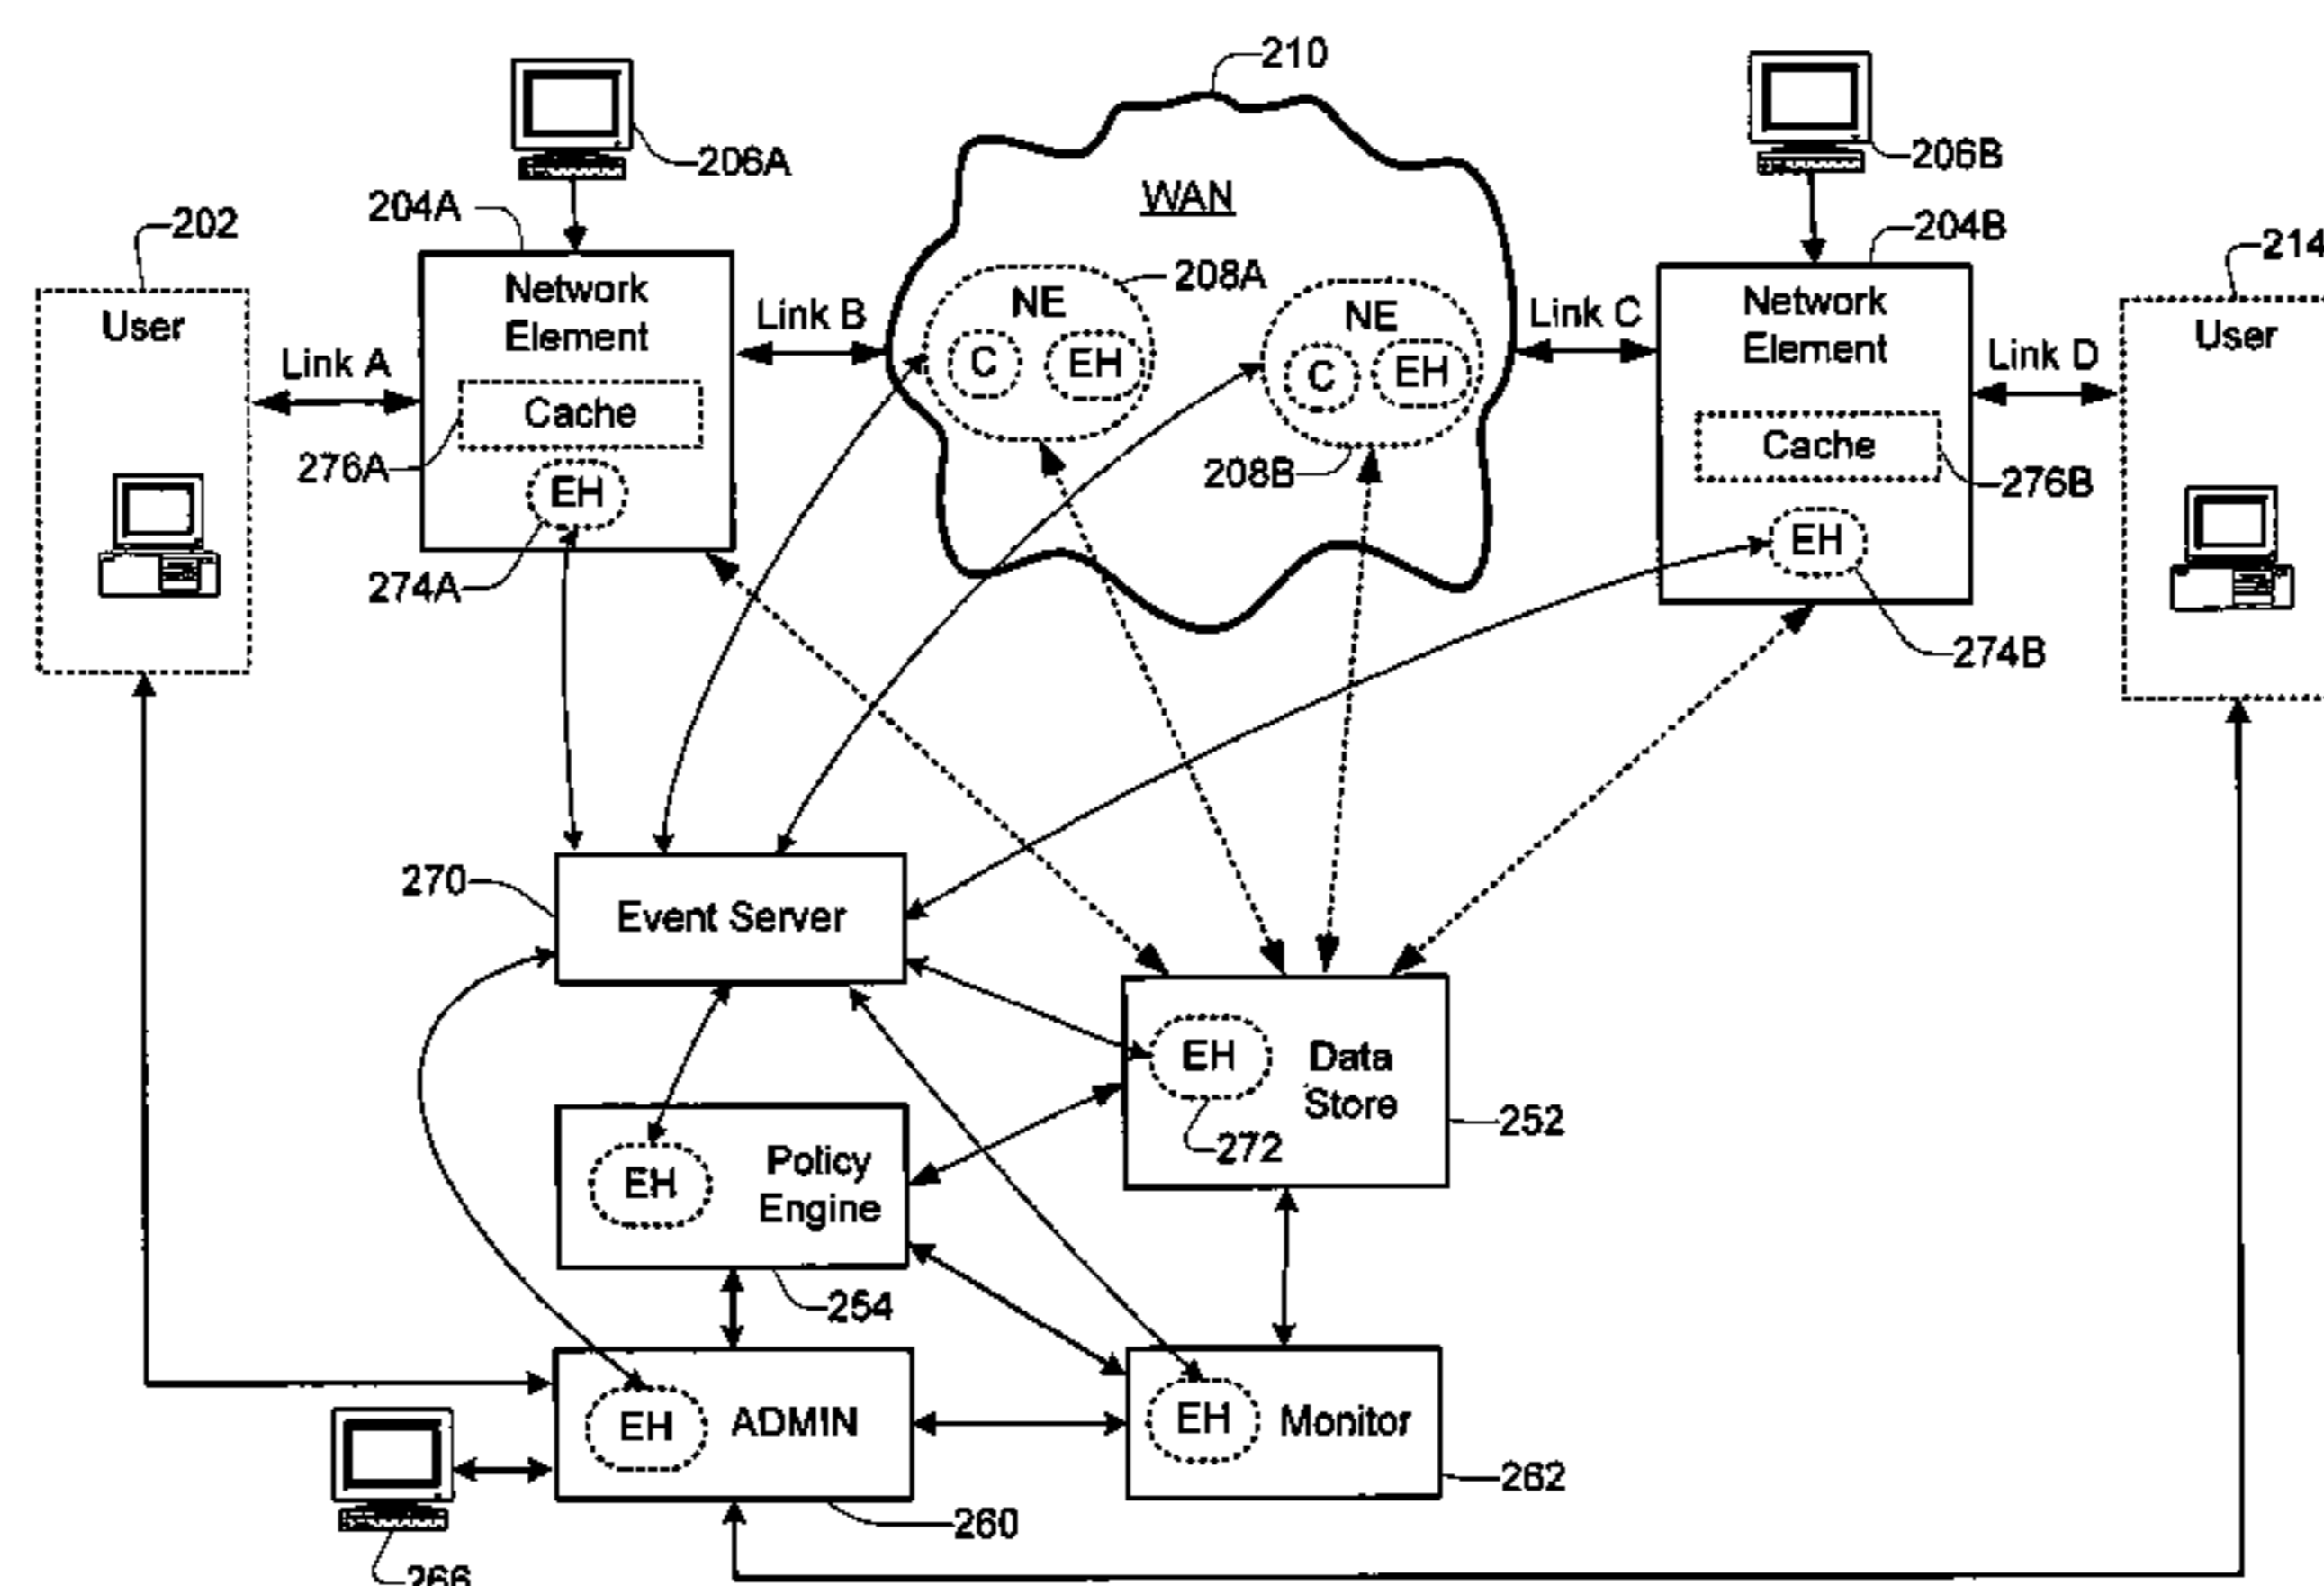 210
206A
206B
204A
WAN
204B
202
214
Network
Element
208A
Network
Element
User
Link A
Link B
NE
C
EH
NE
C
EH
Link C
Link D
User
Cache
Cache
276A
208B
276B
EH
EH
274A
274B
270
Event Server
EH
Data
Store
252
272
EH
Policy
Engine
254
EH
ADMIN
EH
Monitor
262
260
266